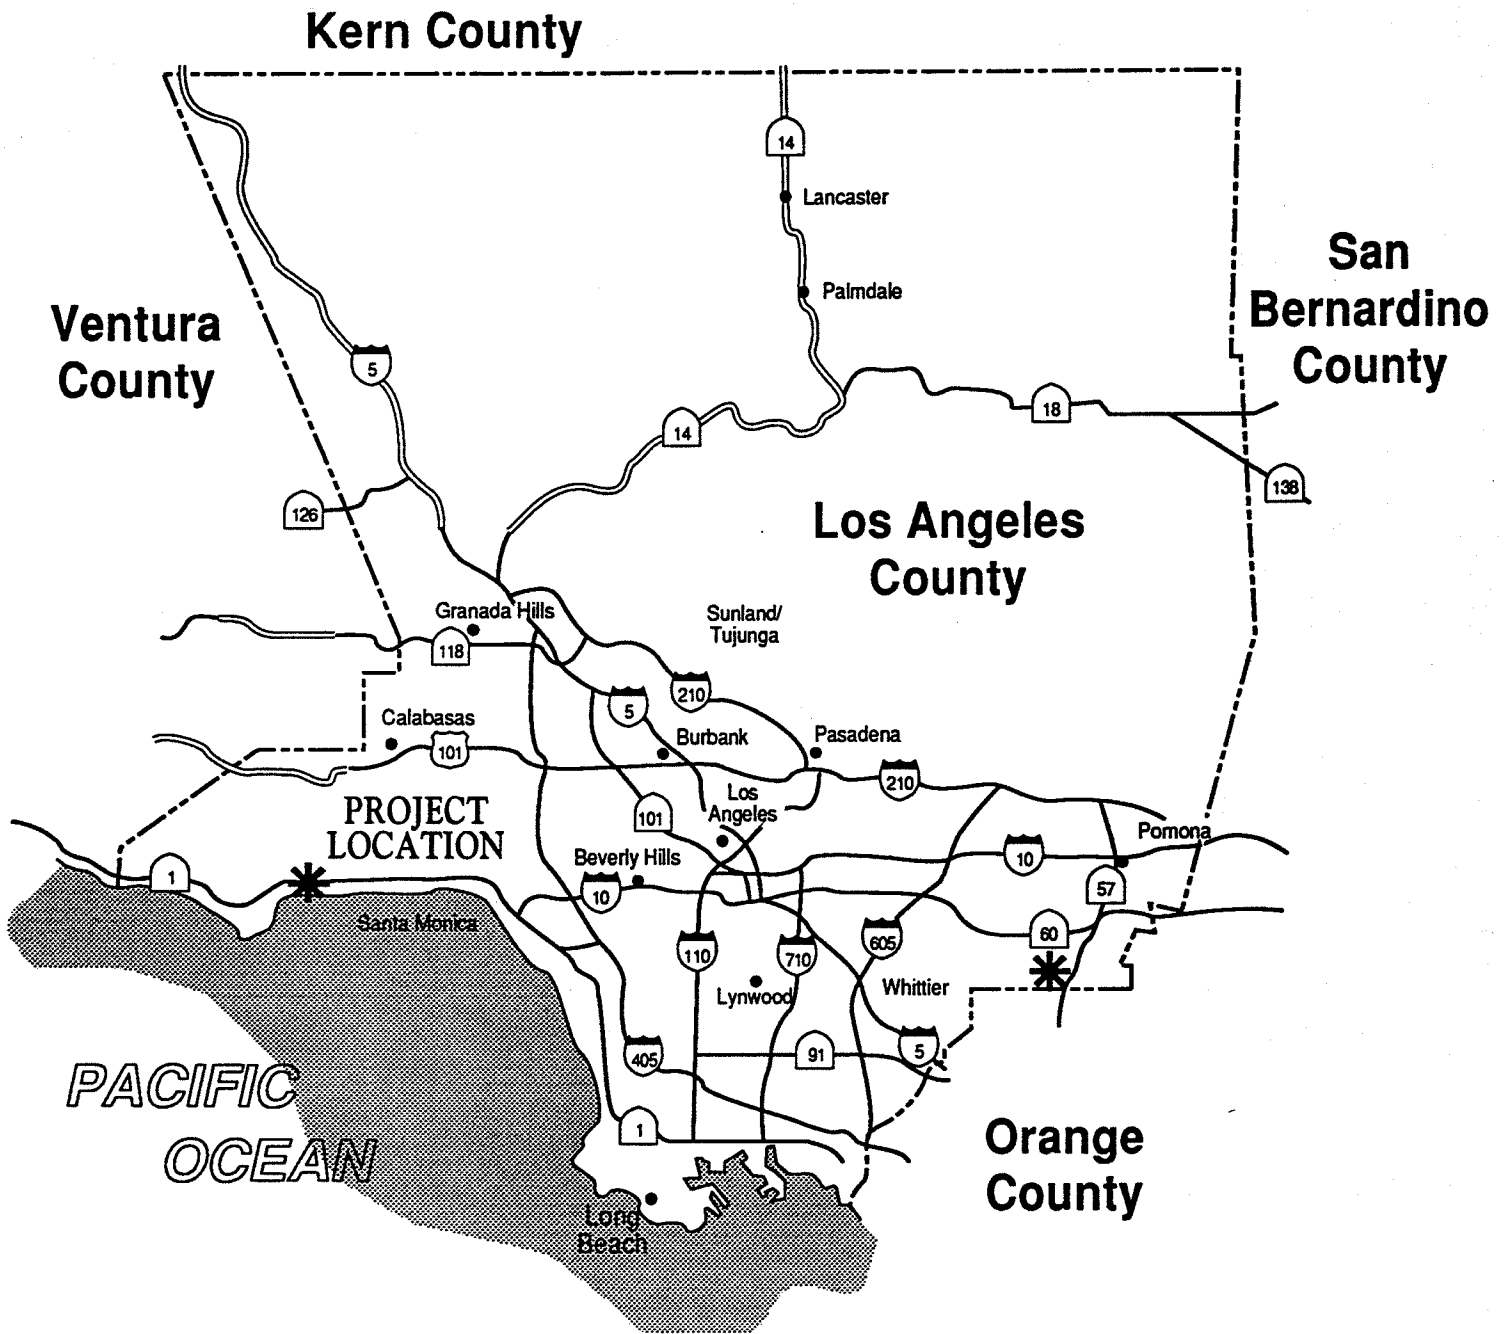 Kern County
14
Lancaster
San
Bernardino
County
Palmdale
Ventura
County
5
18
14
138
126
Los Angeles
County
Granada Hills
Sunland/
Tujunga
118
210
5
Calabasas
101
Burbank
Pasadena
210
Los
Angeles
PROJECT
LOCATION
101
Pomona
Beverly Hills
10
1
10
57
Santa Monica
60
605
110
710
Whittier
Lynwood
405
91
5
PACIFIC
OCEAN
1
Orange
County
Long
Beach